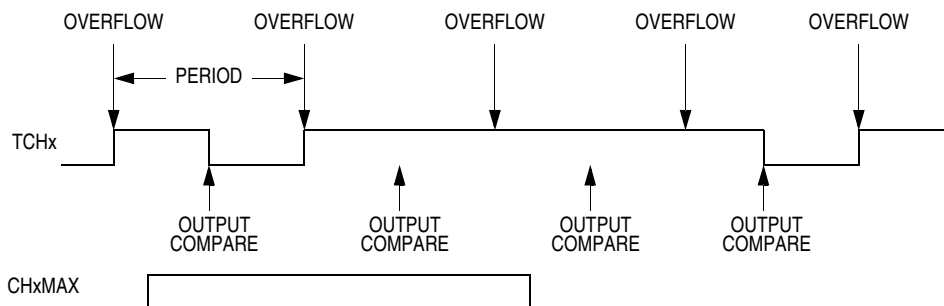 OVERFLOW OVERFLOW OVERFLOW OVERFLOW OVERFLOW
PERIOD
TCHx
OUTPUT COMPARE
OUTPUT COMPARE
OUTPUT COMPARE
OUTPUT COMPARE
CHxMAX